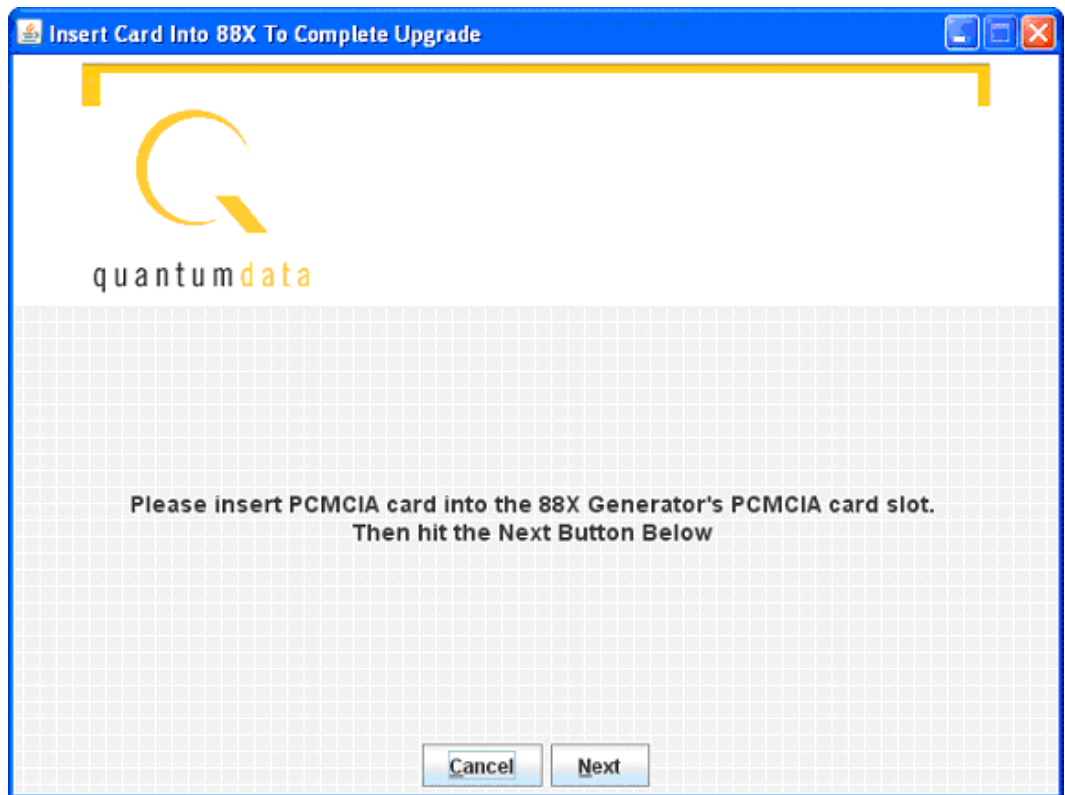 Insert Card Into 88X To Complete Upgrade
quantumdata
Please insert PCMCIA card into the 88X Generator's PCMCIA card slot.
Then hit the Next Button Below
Cancel Next